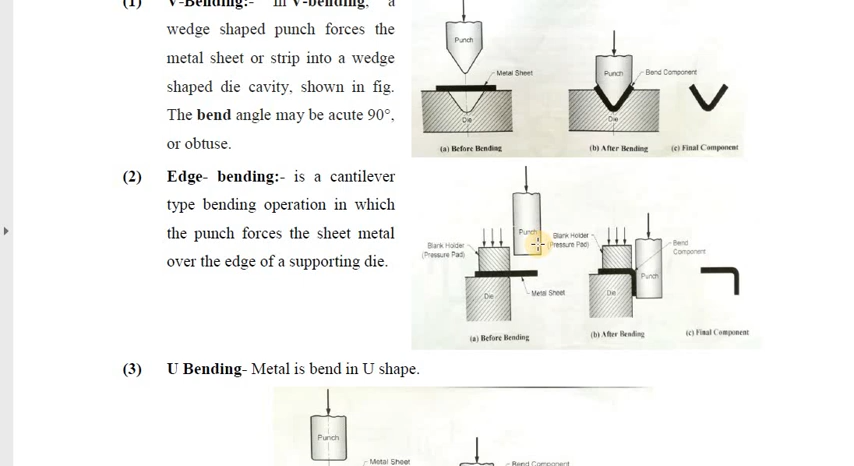 (1) V-Bending:- In V-bending, a
wedge shaped punch forces the
metal sheet or strip into a wedge
shaped die cavity, shown in fig.
The bend angle may be acute 90°,
or obtuse.
Punch
Metal Sheet
Die
(a) Before Bending
Punch
Bend Component
Die
(b) After Bending
(c) Final Component
(2) Edge- bending:- is a cantilever
type bending operation in which
the punch forces the sheet metal
over the edge of a supporting die.
Punch
Blank Holder
(Pressure Pad)
Die
Metal Sheet
(a) Before Bending
Blank Holder
(Pressure Pad)
Bend
Component
Punch
Die
(b) After Bending
(c) Final Component
(3) U Bending- Metal is bend in U shape.
Punch
Metal Sheet
Bend Component